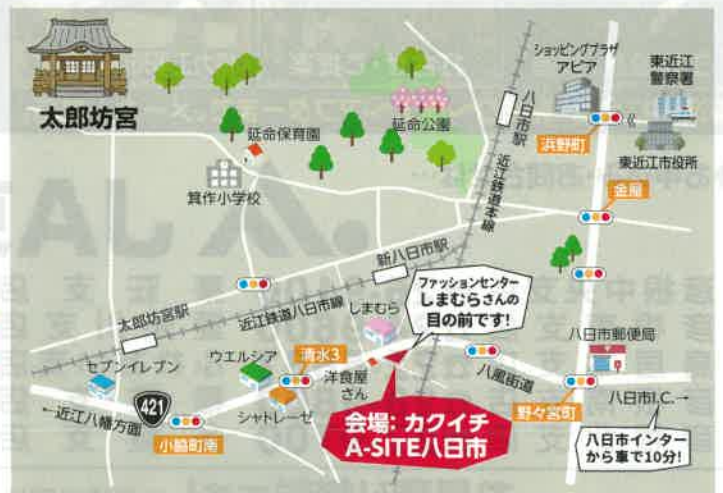 太郎坊宮
延命保育園
箕作小学校
延命公園
八日市駅
近江鉄道本線
ショッピングプラザ
アピア
東近江
警察署
浜野町
東近江市役所
金屋
新八日市駅
太郎坊宮駅
近江鉄道八日市線
ファッションセンター
しまむらさんの
目の前です!
しまむら
セブンイレブン
ウエルシア
清水3
シャトレーゼ
洋食屋
さん
八風街道
八日市郵便局
野々宮町
八日市I.C.→
←近江八幡方面
421
小脇町南
会場: カクイチ
A-SITE八日市
八日市インター
から車で10分!